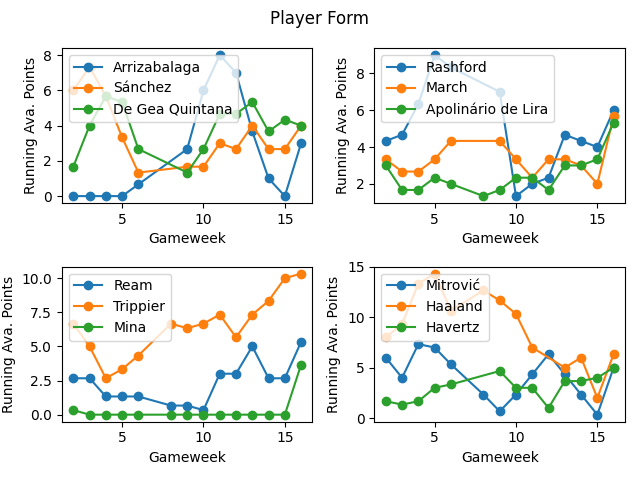 Player Form
8
6
4
2
0
Running Ava. Points
Arrizabalaga
Sánchez
De Gea Quintana
5
10
15
Gameweek
8
6
4
2
Running Ava. Points
Rashford
March
Apolinário de Lira
5
10
15
Gameweek
10.0
7.5
5.0
2.5
0.0
Running Ava. Points
Ream
Trippier
Mina
5
10
15
Gameweek
15
10
5
0
Running Ava. Points
Mitrović
Haaland
Havertz
5
10
15
Gameweek